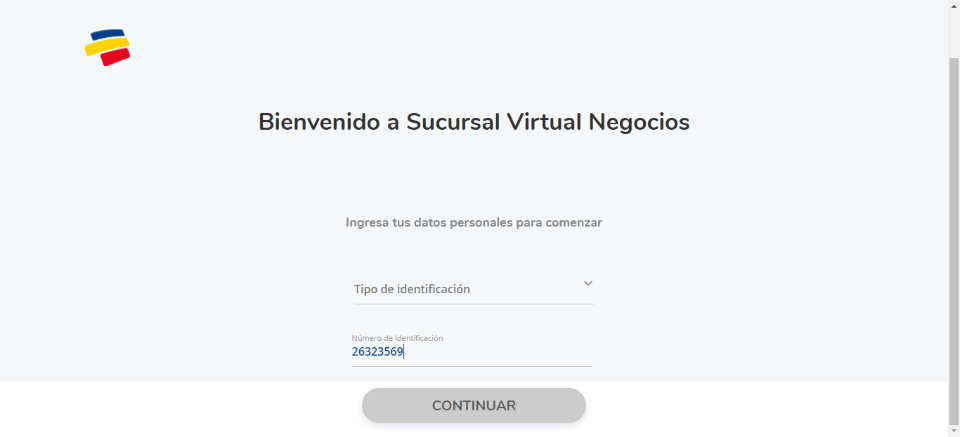 Bienvenido a Sucursal Virtual Negocios
Ingresa tus datos personales para comenzar
Tipo de identificación
Número de Identificación
26323569
CONTINUAR